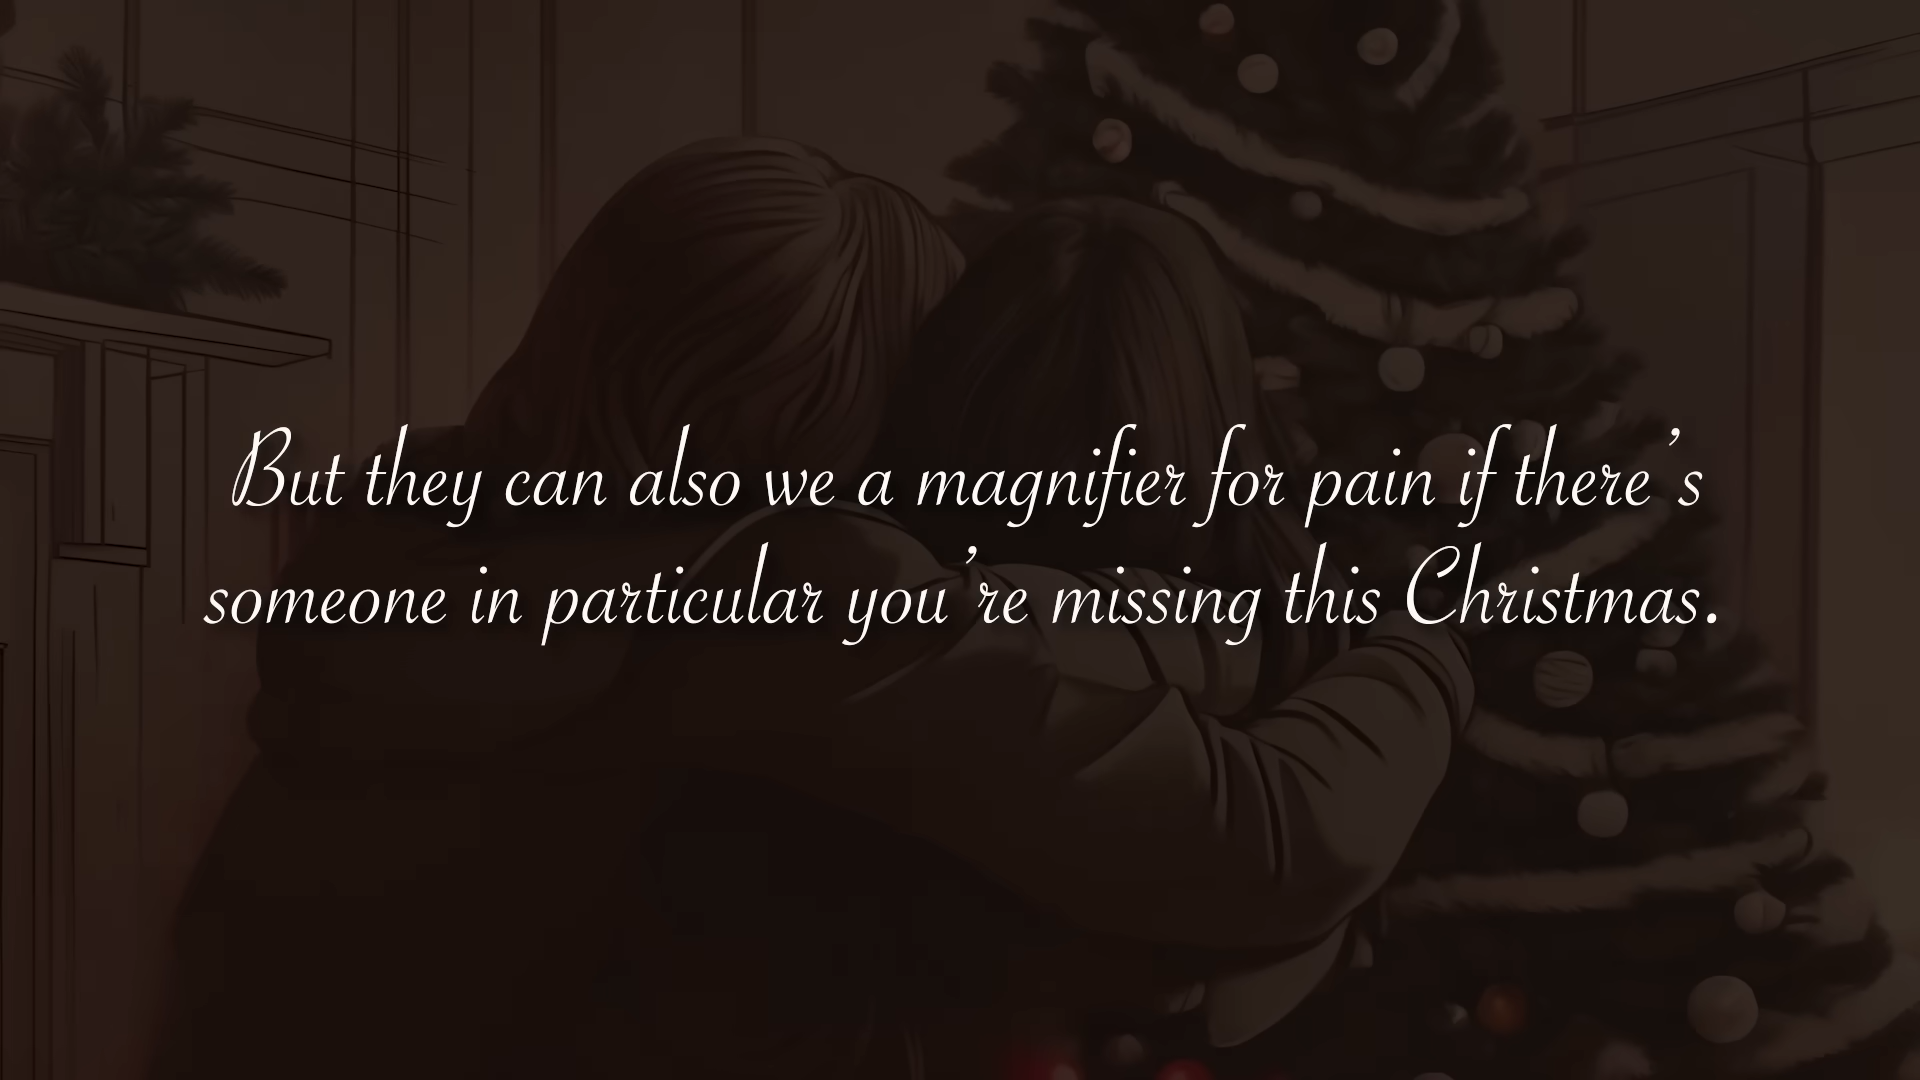 But they can also we a magnifier for pain if there's
someone in particular you're missing this Christmas.